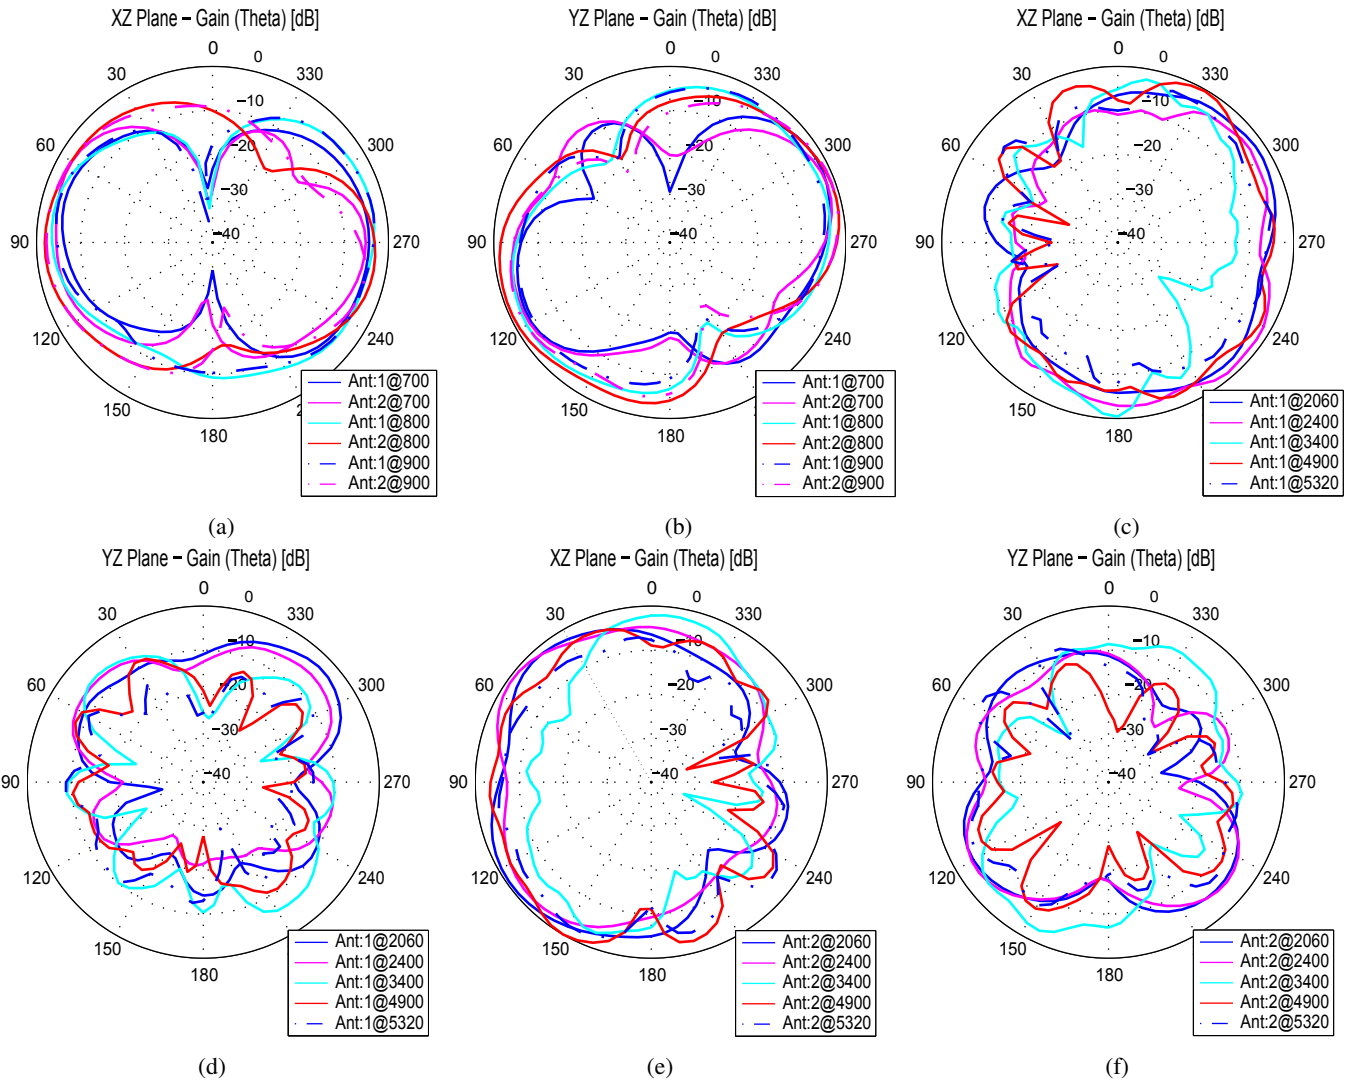 XZ Plane − Gain (Theta) [dB]
0
0
30
330
−10
60
300
−20
−30
90
−40
270
120
240
150
180
2
Ant:1@700
Ant:2@700
Ant:1@800
Ant:2@800
Ant:1@900
Ant:2@900
(a)
YZ Plane − Gain (Theta) [dB]
0
0
30
330
−10
60
300
−20
−30
90
−40
270
120
240
150
180
Ant:1@700
Ant:2@700
Ant:1@800
Ant:2@800
Ant:1@900
Ant:2@900
(b)
XZ Plane − Gain (Theta) [dB]
0
0
30
330
−10
60
300
−20
−30
90
−40
270
120
240
150
180
Ant:1@2060
Ant:1@2400
Ant:1@3400
Ant:1@4900
Ant:1@5320
(c)
YZ Plane − Gain (Theta) [dB]
0
0
30
330
−10
60
300
−20
−30
90
−40
270
120
240
150
180
Ant:1@2060
Ant:1@2400
Ant:1@3400
Ant:1@4900
Ant:1@5320
(d)
XZ Plane − Gain (Theta) [dB]
0
0
30
330
−10
60
300
−20
−30
90
−40
270
120
240
150
180
Ant:2@2060
Ant:2@2400
Ant:2@3400
Ant:2@4900
Ant:2@5320
(e)
YZ Plane − Gain (Theta) [dB]
0
0
30
330
−10
60
300
−20
−30
90
−40
270
120
240
150
180
Ant:2@2060
Ant:2@2400
Ant:2@3400
Ant:2@4900
Ant:2@5320
(f)